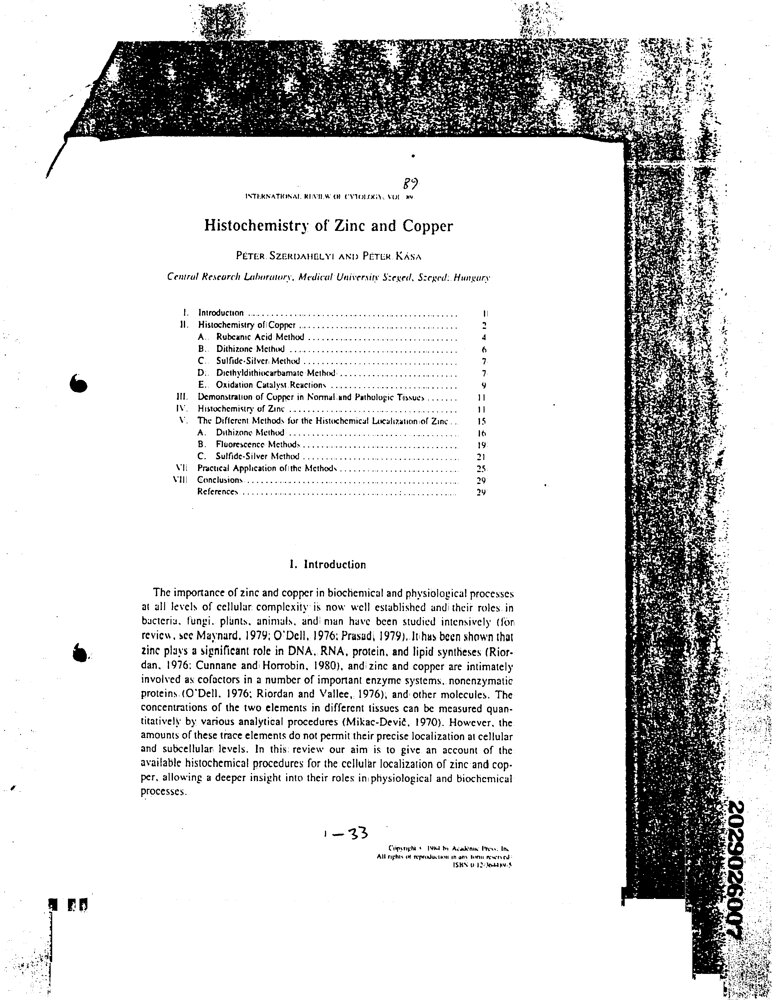 89
INTERNATIONAL REVIEW OF CYTOLOGY, VOL. 89
Histochemistry of Zinc and Copper
PETER SZERDAHELYI AND PETER KÁSA
Central Research Laboratory, Medical University Szeged, Szeged, Hungary
I. Introduction 1
II. Histochemistry of Copper 2
A. Rubeanic Acid Method 4
B. Dithizone Method 6
C. Sulfide-Silver Method 7
D. Diethyldithiocarbamate Method 7
E. Oxidation Catalyst Reactions 9
III. Demonstration of Copper in Normal and Pathologic Tissues 11
IV. Histochemistry of Zinc 11
V. The Different Methods for the Histochemical Localization of Zinc 15
A. Dithizone Method 16
B. Fluorescence Methods 19
C. Sulfide-Silver Method 21
VII. Practical Application of the Methods 25
VIII. Conclusions 29
References 29
I. Introduction
The importance of zinc and copper in biochemical and physiological processes
at all levels of cellular complexity is now well established and their roles in
bacteria, fungi, plants, animals, and man have been studied intensively (for
review, see Maynard, 1979; O'Dell, 1976; Prasad, 1979). It has been shown that
zinc plays a significant role in DNA, RNA, protein, and lipid syntheses (Rior-
dan, 1976; Cunnane and Horrobin, 1980), and zinc and copper are intimately
involved as cofactors in a number of important enzyme systems, nonenzymatic
proteins (O'Dell, 1976; Riordan and Vallee, 1976), and other molecules. The
concentrations of the two elements in different tissues can be measured quan-
titatively by various analytical procedures (Mikac-Dević, 1970). However, the
amounts of these trace elements do not permit their precise localization at cellular
and subcellular levels. In this review our aim is to give an account of the
available histochemical procedures for the cellular localization of zinc and cop-
per, allowing a deeper insight into their roles in physiological and biochemical
processes.
1 — 33
Copyright © 1984 by Academic Press, Inc.
All rights of reproduction in any form reserved.
ISBN 0-12-364489-5
2029026007